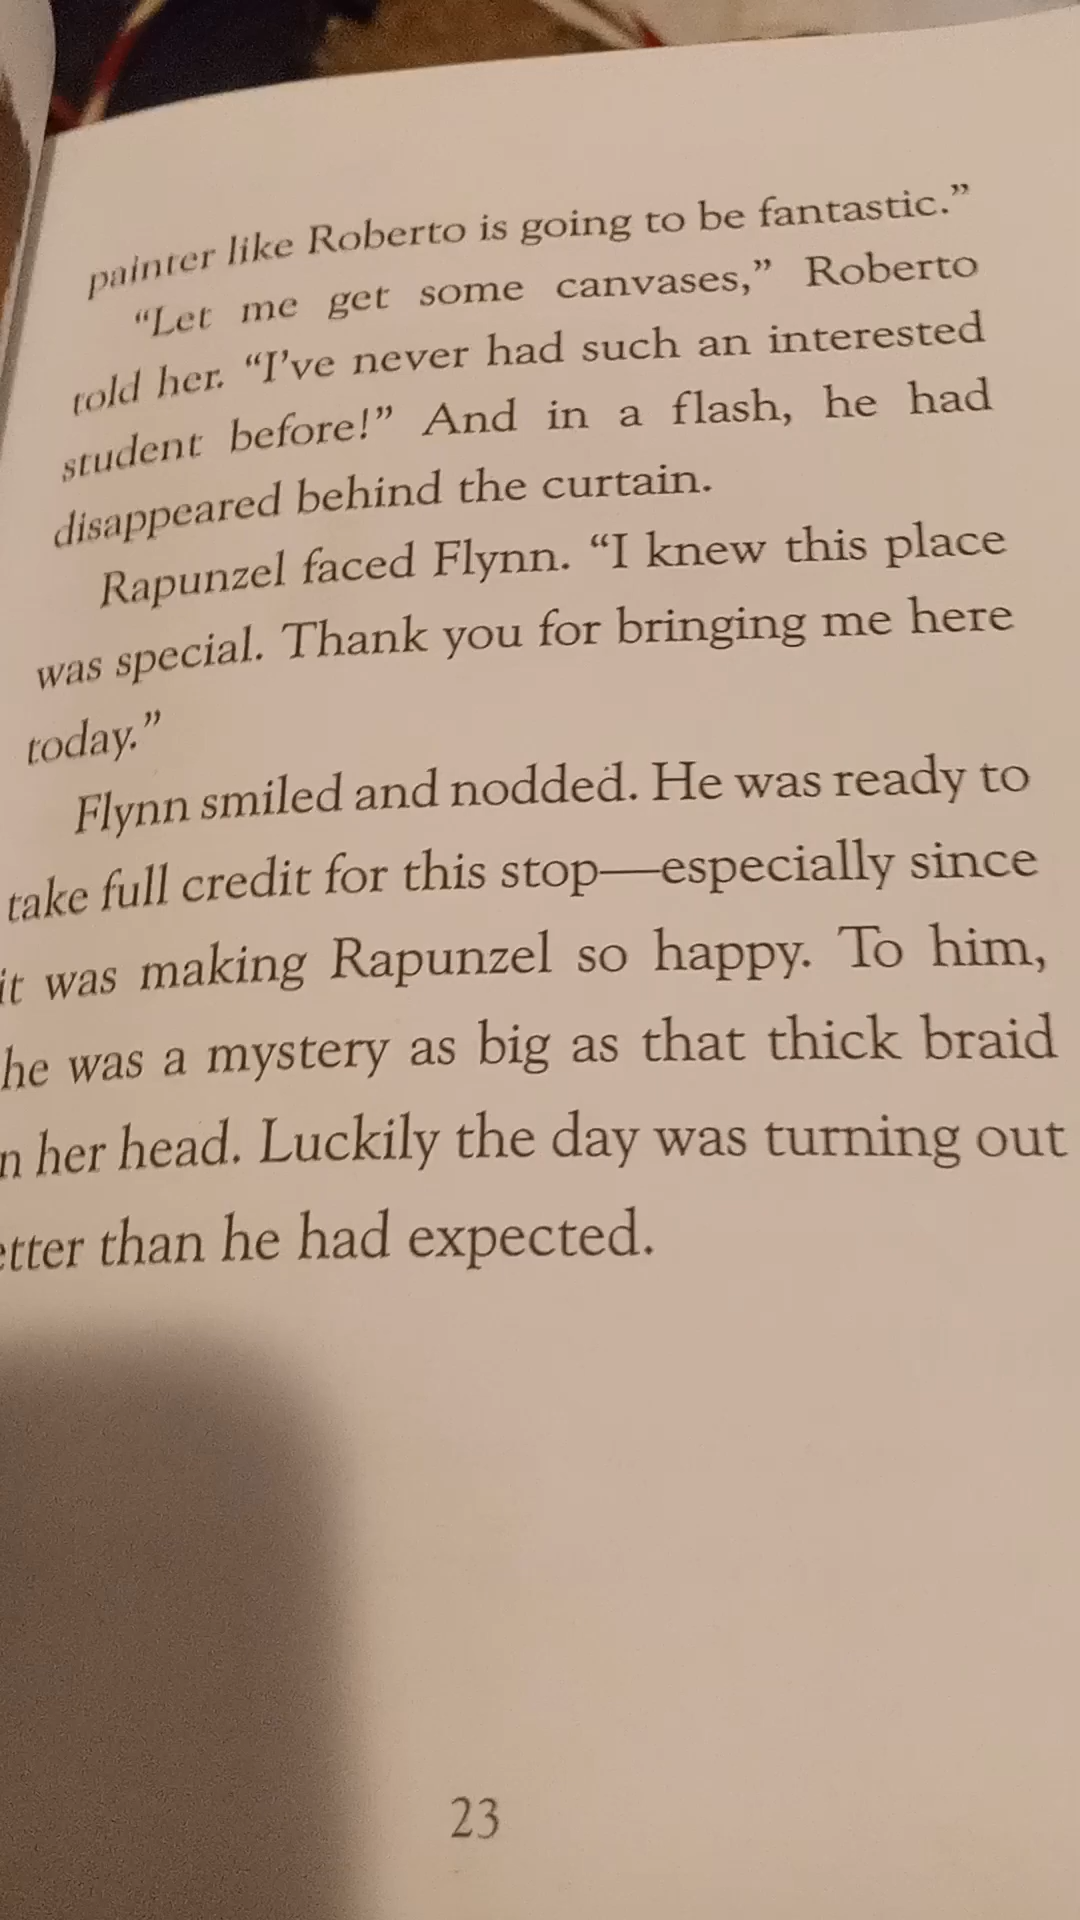 painter like Roberto is going to be fantastic.”
“Let me get some canvases,” Roberto
told her. “I’ve never had such an interested
student before!” And in a flash, he had
disappeared behind the curtain.
Rapunzel faced Flynn. “I knew this place
was special. Thank you for bringing me here
today.”
Flynn smiled and nodded. He was ready to
take full credit for this stop—especially since
it was making Rapunzel so happy. To him,
he was a mystery as big as that thick braid
n her head. Luckily the day was turning out
etter than he had expected.
23